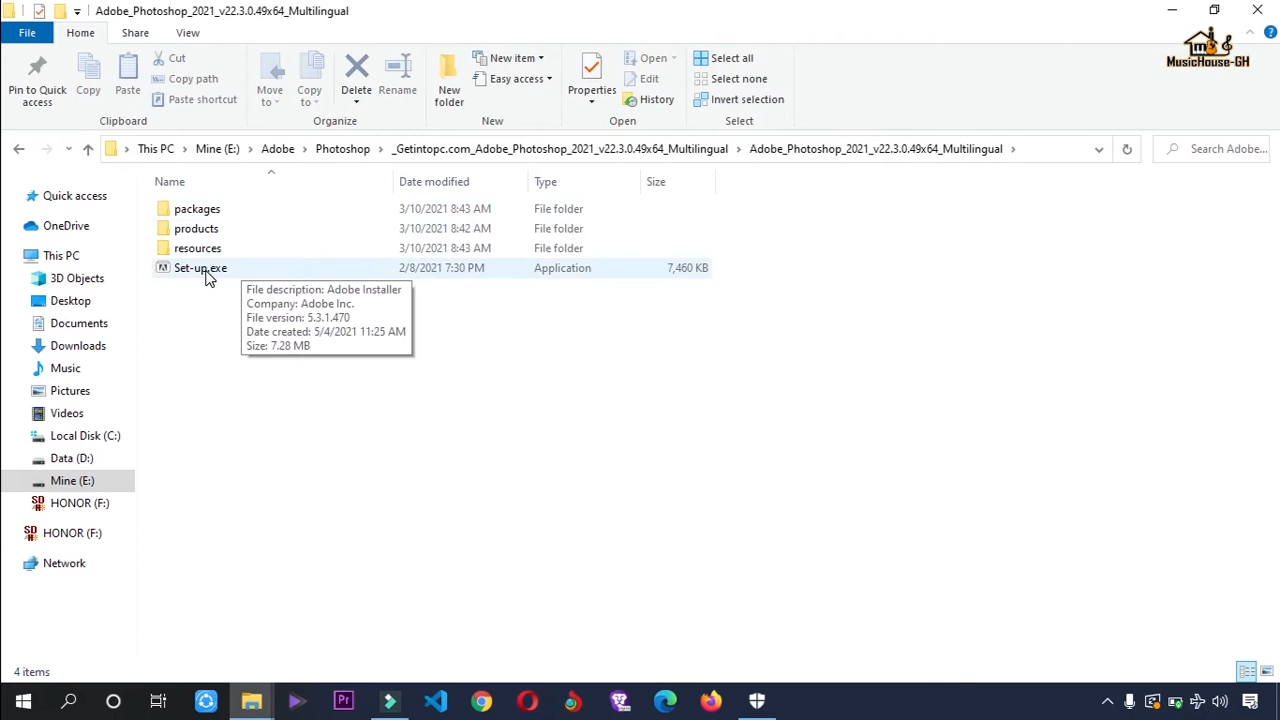 Adobe_Photoshop_2021_v22.3.0.49x64_Multilingual
File Home Share View
MusicHouse-GH
Pin to Quick access
Copy
Paste
Cut
Copy path
Paste shortcut
Clipboard
Move to
Copy to
Delete
Rename
Organize
New folder
New item
Easy access
New
Properties
Open
Edit
History
Open
Select all
Select none
Invert selection
Select
This PC Mine (E:) Adobe Photoshop _Getintopc.com_Adobe_Photoshop_2021_v22.3.0.49x64_Multilingual Adobe_Photoshop_2021_v22.3.0.49x64_Multilingual
Search Adobe...
Quick access
OneDrive
This PC
3D Objects
Desktop
Documents
Downloads
Music
Pictures
Videos
Local Disk (C:)
Data (D:)
Mine (E:)
HONOR (F:)
HONOR (F:)
Network
Name Date modified Type Size
packages 3/10/2021 8:43 AM File folder
products 3/10/2021 8:42 AM File folder
resources 3/10/2021 8:43 AM File folder
Set-up.exe 2/8/2021 7:30 PM Application 7,460 KB
File description: Adobe Installer
Company: Adobe Inc.
File version: 5.3.1.470
Date created: 5/4/2021 11:25 AM
Size: 7.28 MB
4 items
Pr